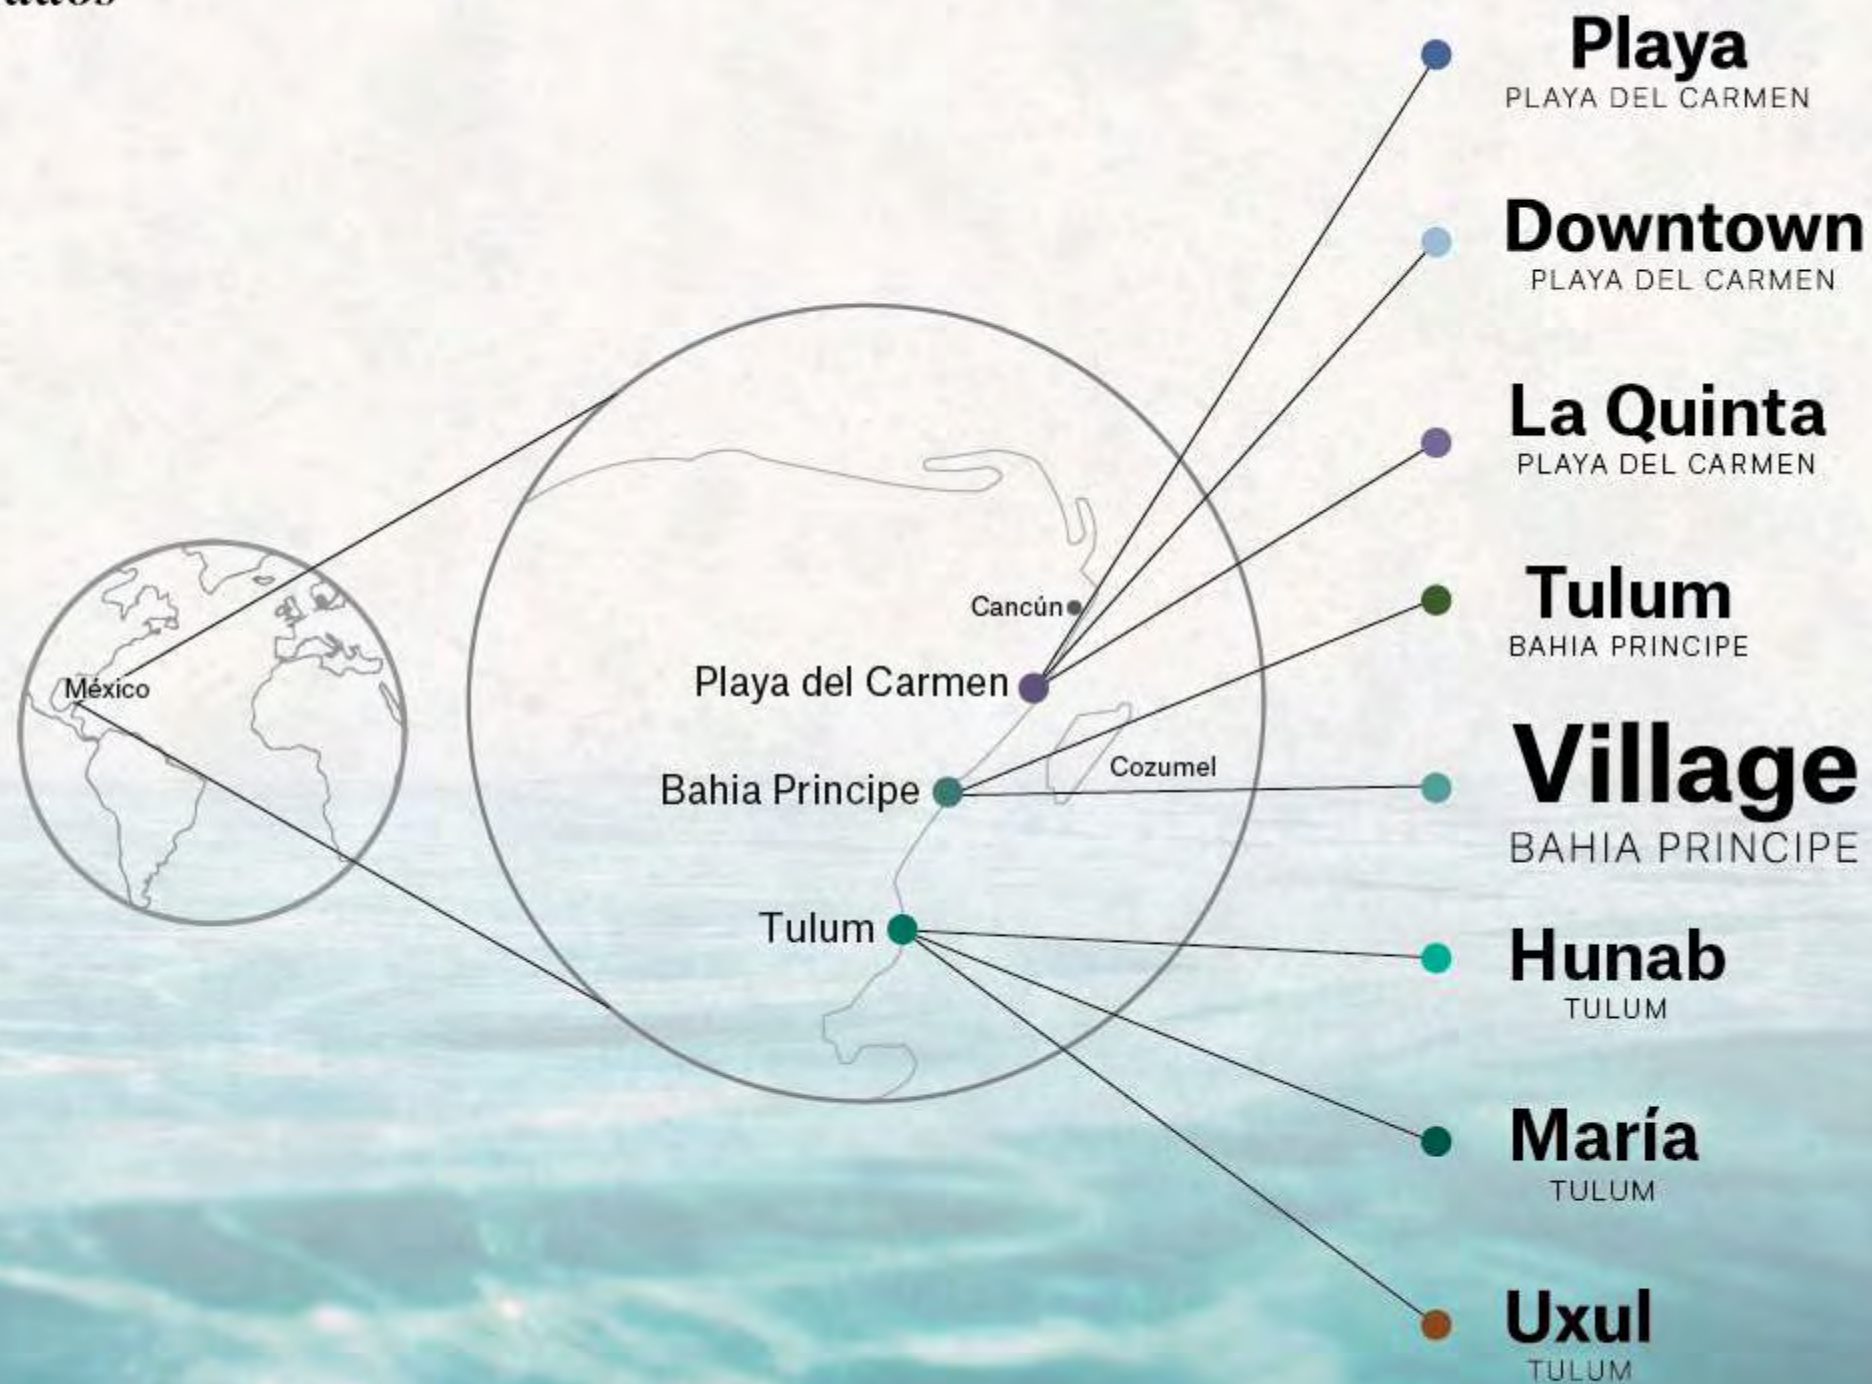 Playa
PLAYA DEL CARMEN
Downtown
PLAYA DEL CARMEN
La Quinta
PLAYA DEL CARMEN
Tulum
BAHIA PRINCIPE
Village
BAHIA PRINCIPE
Hunab
TULUM
María
TULUM
Uxul
TULUM
México
Cancún
Playa del Carmen
Bahia Principe
Cozumel
Tulum